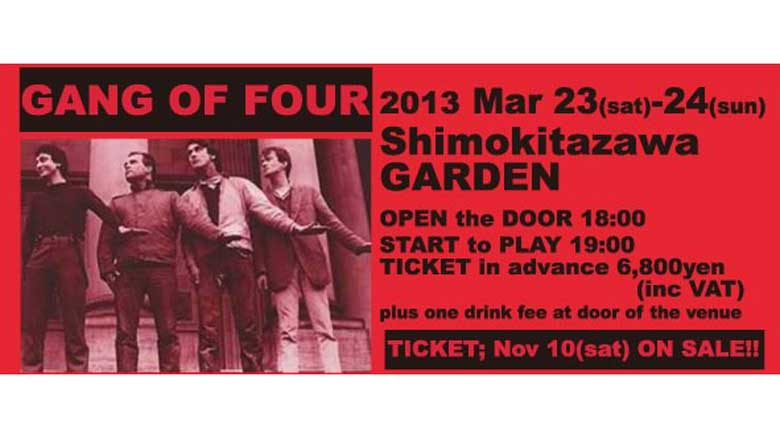 GANG OF FOUR
2013 Mar 23(sat)-24(sun)
Shimokitazawa
GARDEN
OPEN the DOOR 18:00
START to PLAY 19:00
TICKET in advance 6,800yen
(inc VAT)
plus one drink fee at door of the venue
TICKET; Nov 10(sat) ON SALE!!